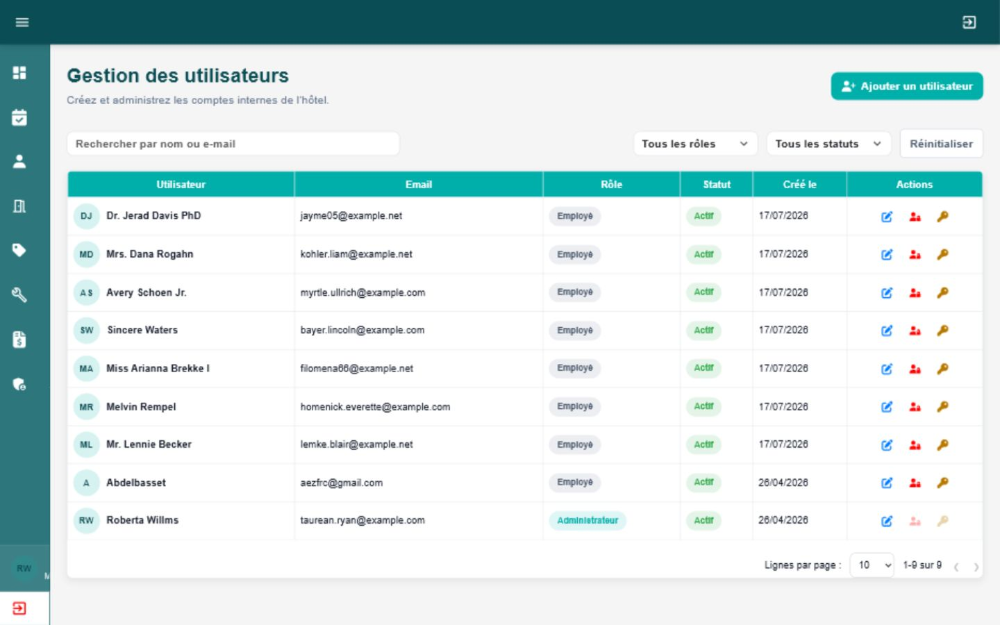 Gestion des utilisateurs
Créez et administrez les comptes internes de l'hôtel.
Ajouter un utilisateur
Rechercher par nom ou e-mail
Tous les rôles
Tous les statuts
Réinitialiser
Utilisateur Email Rôle Statut Créé le Actions
DJ Dr. Jerad Davis PhD jayme05@example.net Employé Actif 17/07/2026
MD Mrs. Dana Rogahn kohler.liam@example.net Employé Actif 17/07/2026
AS Avery Schoen Jr. myrtle.ullrich@example.com Employé Actif 17/07/2026
SW Sincere Waters bayer.lincoln@example.com Employé Actif 17/07/2026
MA Miss Arianna Brekke I filomena66@example.net Employé Actif 17/07/2026
MR Melvin Rempel homenick.everette@example.com Employé Actif 17/07/2026
ML Mr. Lennie Becker lemke.blair@example.net Employé Actif 17/07/2026
A Abdelbasset aezfrc@gmail.com Employé Actif 26/04/2026
RW Roberta Willms taurean.ryan@example.com Administrateur Actif 26/04/2026
Lignes par page : 10 1-9 sur 9
RW
M